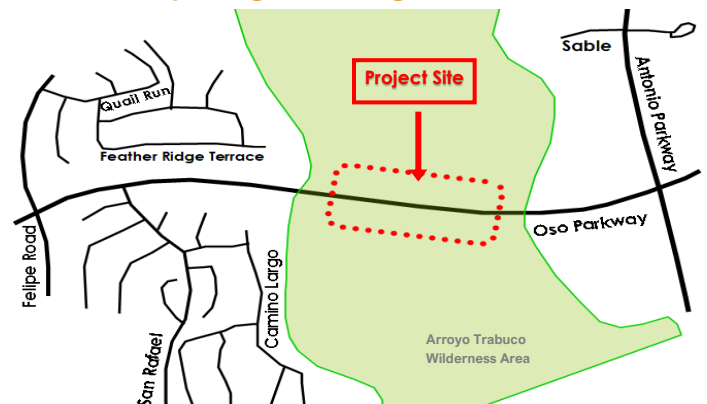 Sable
Project Site
Antonio Parkway
Quail Run
Feather Ridge Terrace
Oso Parkway
Felipe Road
Camino Largo
San Rafael
Arroyo Trabuco
Wilderness Area